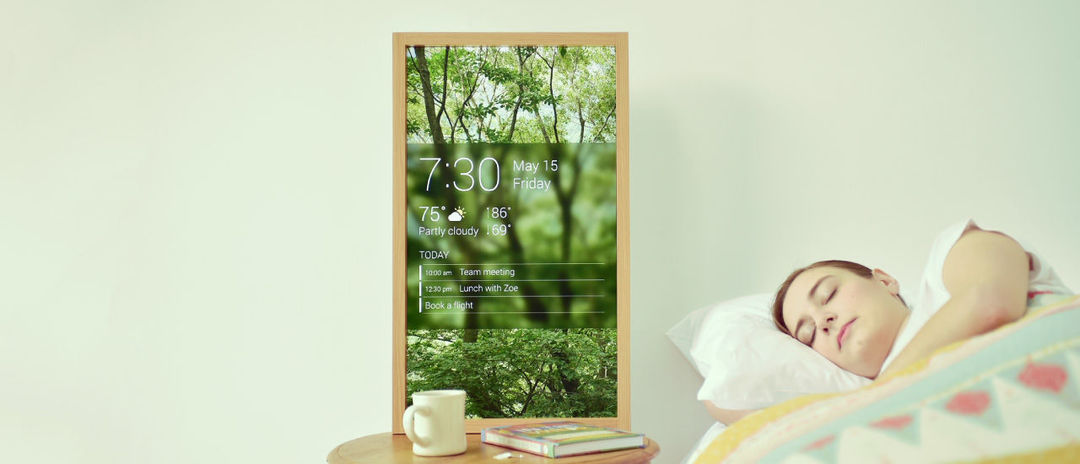 7:30
May 15
Friday
75° ↑86°
Partly cloudy ↓69°
TODAY
10:00 am Team meeting
12:30 pm Lunch with Zoe
Book a flight